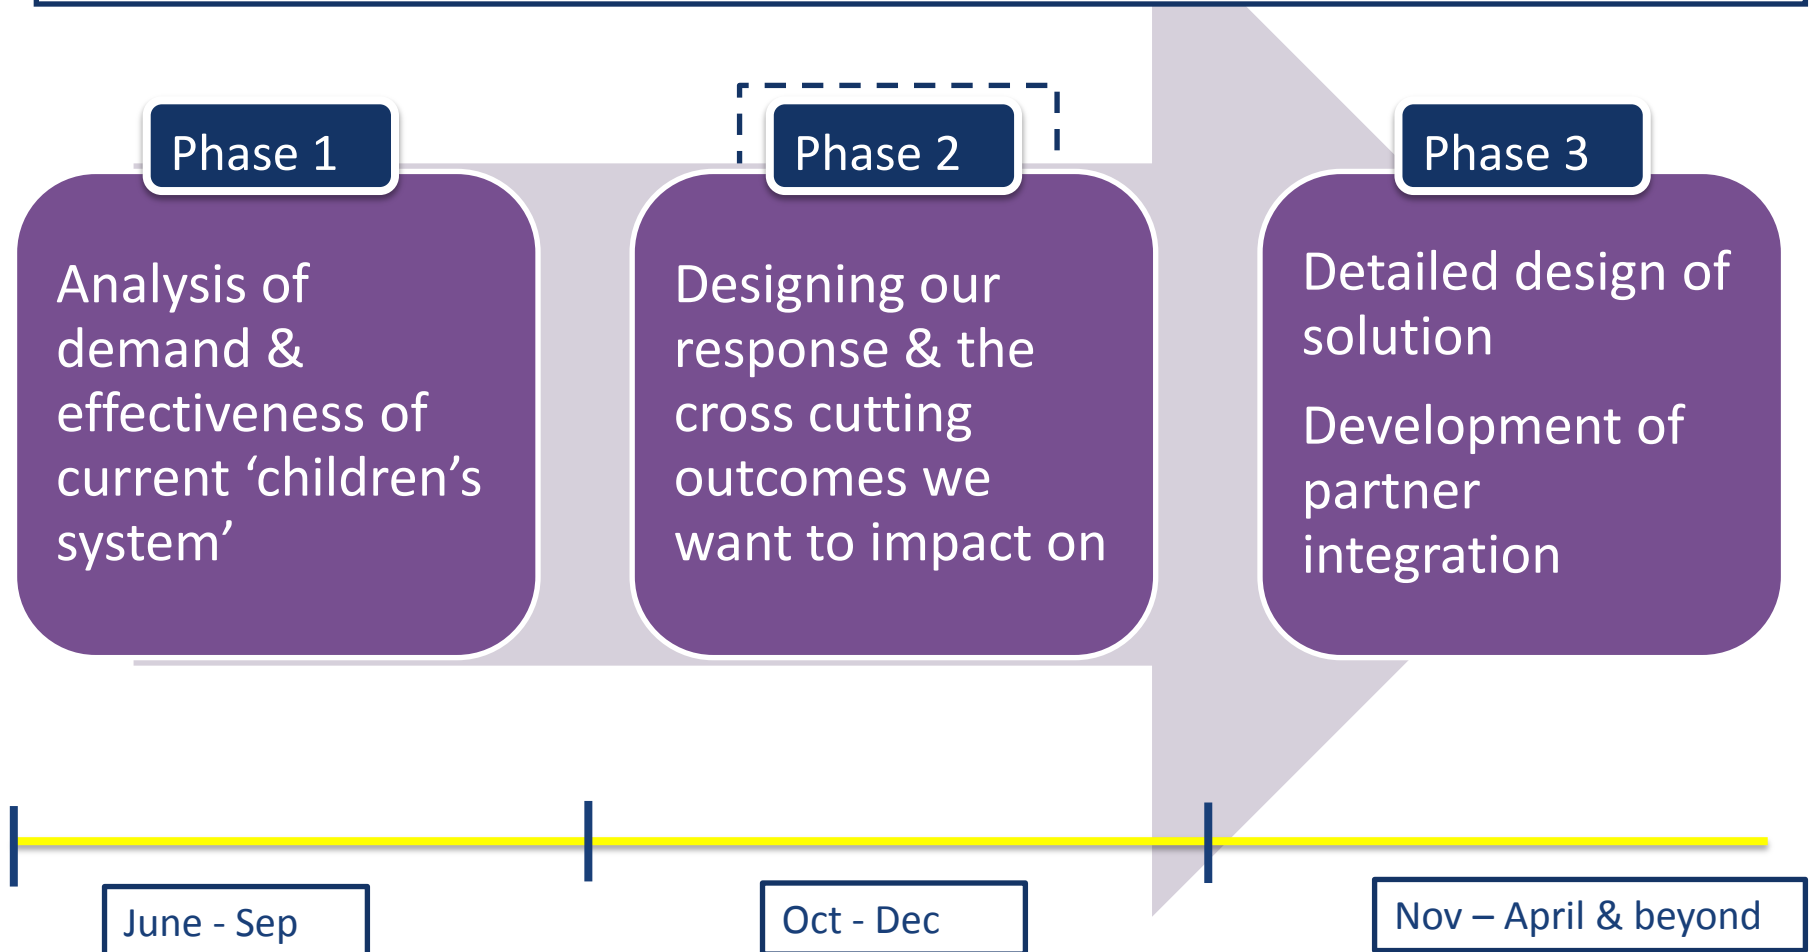 Phase 1
Analysis of
demand &
effectiveness of
current ‘children’s
system’
Phase 2
Designing our
response & the
cross cutting
outcomes we
want to impact on
Phase 3
Detailed design of
solution
Development of
partner
integration
June - Sep
Oct - Dec
Nov – April & beyond